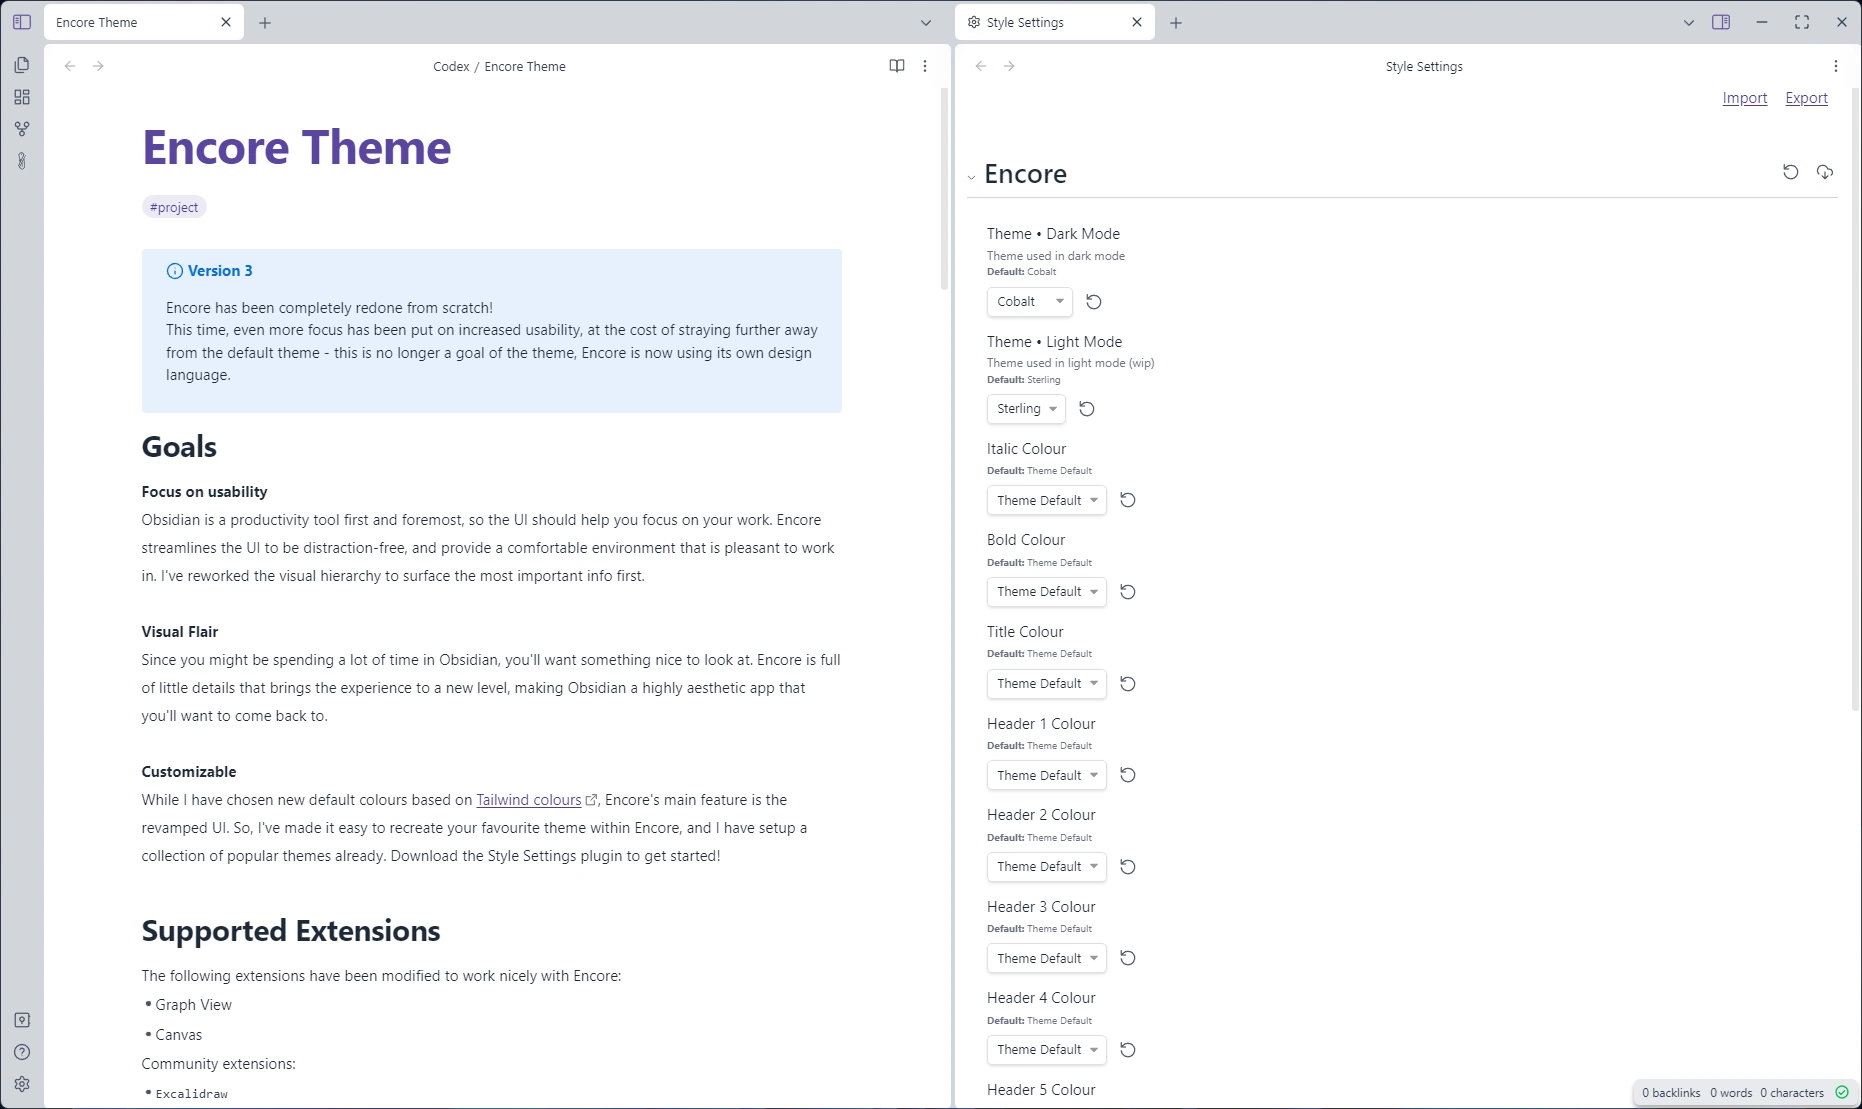 Encore Theme
Style Settings
Codex / Encore Theme
Encore Theme
#project
Version 3
Encore has been completely redone from scratch!
This time, even more focus has been put on increased usability, at the cost of straying further away
from the default theme - this is no longer a goal of the theme, Encore is now using its own design
language.
Goals
Focus on usability
Obsidian is a productivity tool first and foremost, so the UI should help you focus on your work. Encore
streamlines the UI to be distraction-free, and provide a comfortable environment that is pleasant to work
in. I've reworked the visual hierarchy to surface the most important info first.
Visual Flair
Since you might be spending a lot of time in Obsidian, you'll want something nice to look at. Encore is full
of little details that brings the experience to a new level, making Obsidian a highly aesthetic app that
you'll want to come back to.
Customizable
While I have chosen new default colours based on Tailwind colours, Encore's main feature is the
revamped UI. So, I've made it easy to recreate your favourite theme within Encore, and I have setup a
collection of popular themes already. Download the Style Settings plugin to get started!
Supported Extensions
The following extensions have been modified to work nicely with Encore:
• Graph View
• Canvas
Community extensions:
• Excalidraw
Style Settings
Import Export
Encore
Theme • Dark Mode
Theme used in dark mode
Default: Cobalt
Cobalt
Theme • Light Mode
Theme used in light mode (wip)
Default: Sterling
Sterling
Italic Colour
Default: Theme Default
Theme Default
Bold Colour
Default: Theme Default
Theme Default
Title Colour
Default: Theme Default
Theme Default
Header 1 Colour
Default: Theme Default
Theme Default
Header 2 Colour
Default: Theme Default
Theme Default
Header 3 Colour
Default: Theme Default
Theme Default
Header 4 Colour
Default: Theme Default
Theme Default
Header 5 Colour
0 backlinks 0 words 0 characters